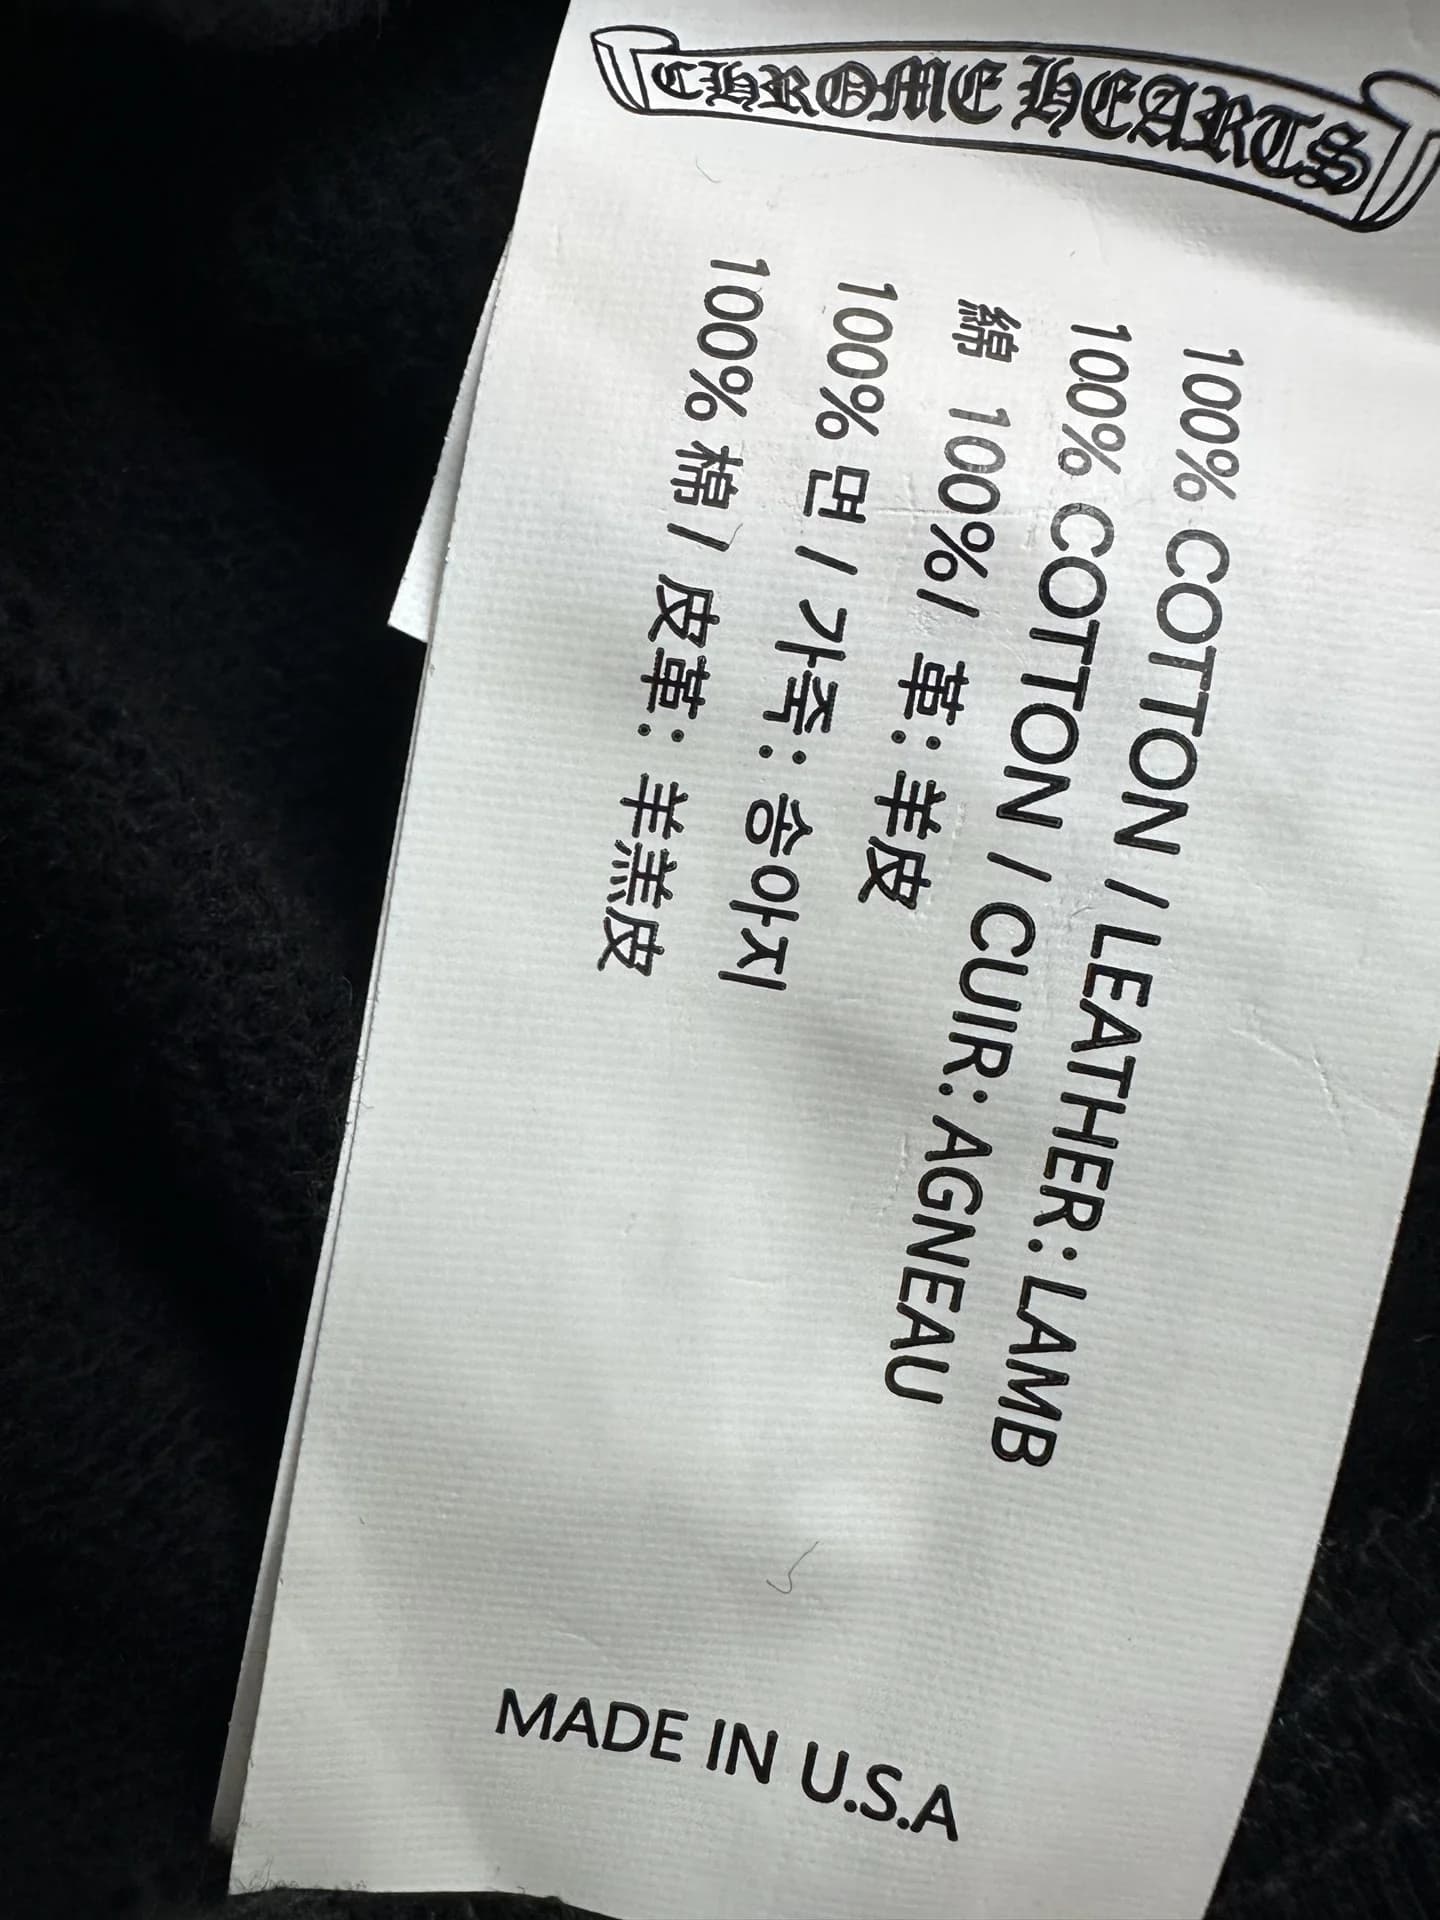 CHROME HEARTS
100% COTTON / LEATHER: LAMB
100% COTTON / CUIR: AGNEAU
綿 100% / 革: 羊皮
100% 면 / 가죽: 송아지
100% 棉 / 皮革: 羊羔皮
MADE IN U.S.A